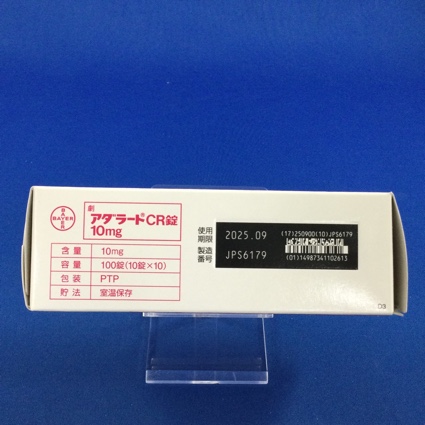 BAYER
劇
アダラート®CR錠
10mg
含量 10mg
容量 100錠(10錠×10)
包装 PTP
貯法 室温保存
使用期限 2025.09
製造番号 JPS6179
(17)250900(10)JPS6179
(01)14987341102613